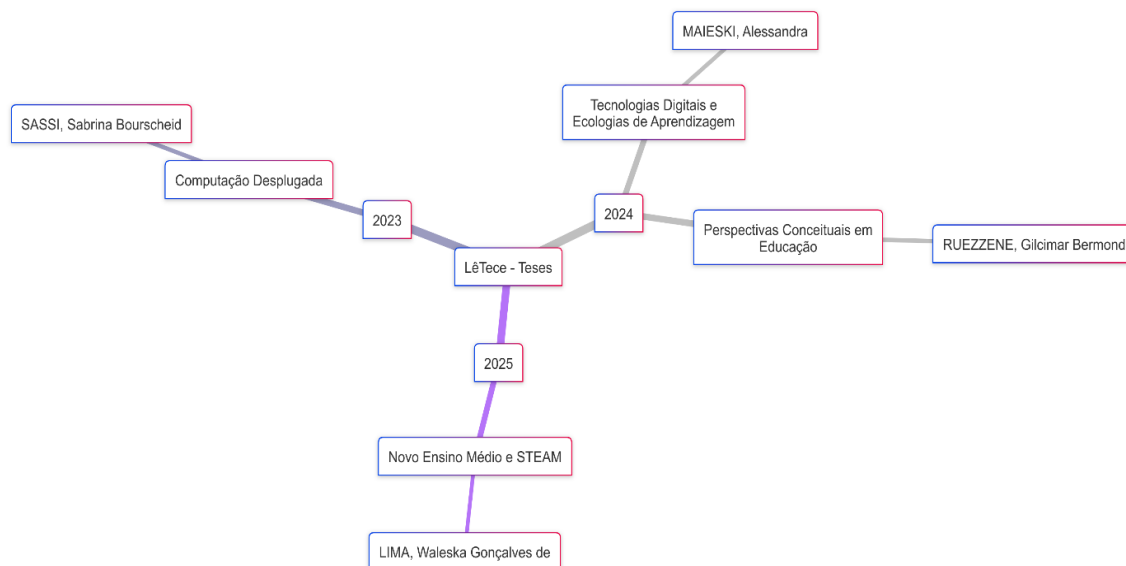 MAIESKI, Alessandra
Tecnologias Digitais e
Ecologias de Aprendizagem
SASSI, Sabrina Bourscheid
Computação Desplugada
2023
2024
Perspectivas Conceituais em
Educação
RUEZZENE, Gilcimar Bermond
LêTece - Teses
2025
Novo Ensino Médio e STEAM
LIMA, Waleska Gonçalves de